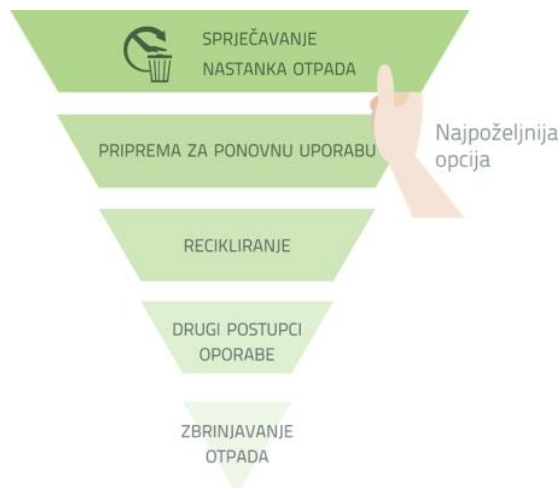 SPRJEČAVANJE
NASTANKA OTPADA
PRIPREMA ZA PONOVNU UPORABU
Najpoželjnija
opcija
RECIKLIRANJE
DRUGI POSTUPCI
OPORABE
ZBRINJAVANJE
OTPADA